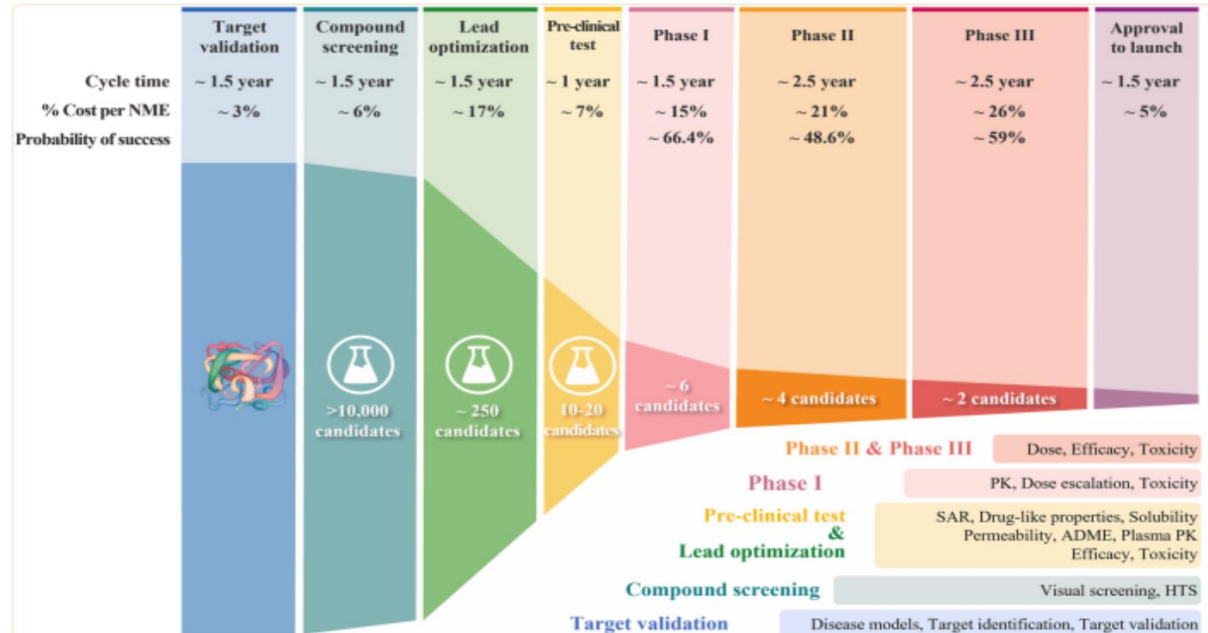 Target validation
Compound screening
Lead optimization
Pre-clinical test
Phase I
Phase II
Phase III
Approval to launch
Cycle time ~ 1.5 year ~ 1.5 year ~ 1.5 year ~ 1 year ~ 1.5 year ~ 2.5 year ~ 2.5 year ~ 1.5 year
% Cost per NME ~ 3% ~ 6% ~ 17% ~ 7% ~ 15% ~ 21% ~ 26% ~ 5%
Probability of success ~ 66.4% ~ 48.6% ~ 59%
>10,000 candidates
~ 250 candidates
10-20 candidates
~ 6 candidates
~ 4 candidates
~ 2 candidates
Phase II & Phase III Dose, Efficacy, Toxicity
Phase I PK, Dose escalation, Toxicity
Pre-clinical test
&
Lead optimization
SAR, Drug-like properties, Solubility
Permeability, ADME, Plasma PK
Efficacy, Toxicity
Compound screening Visual screening, HTS
Target validation Disease models, Target identification, Target validation